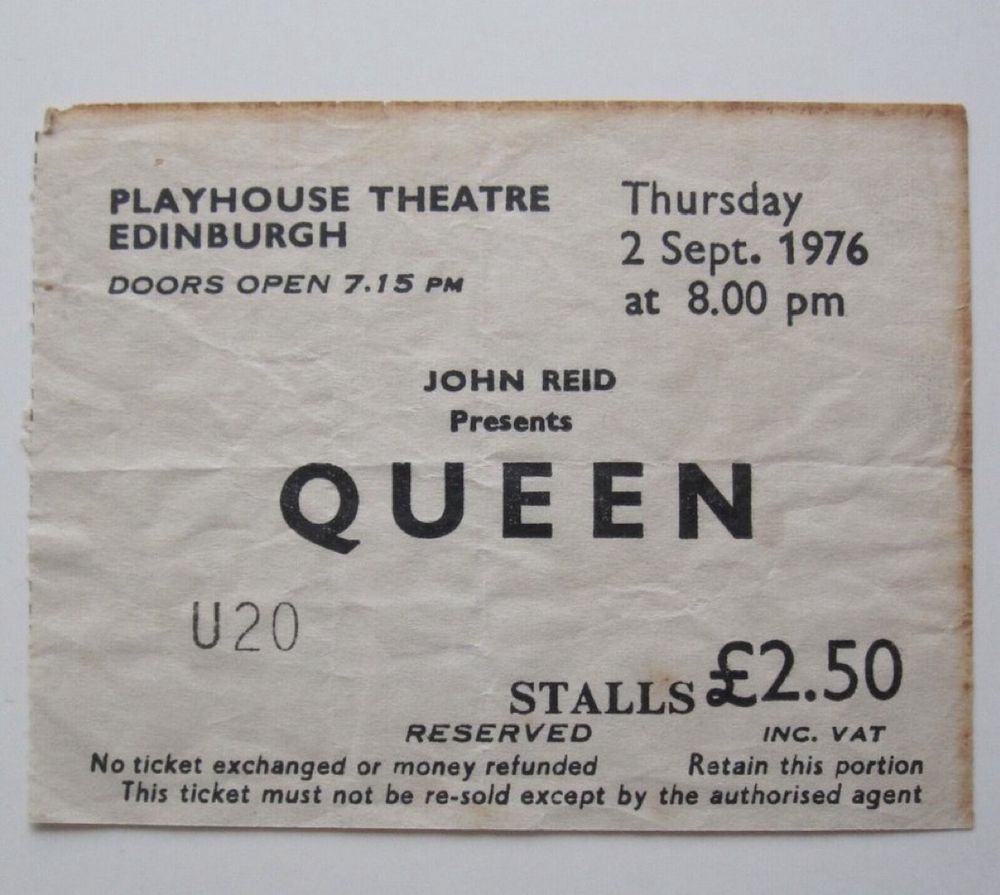 PLAYHOUSE THEATRE
EDINBURGH
DOORS OPEN 7.15 PM
Thursday
2 Sept. 1976
at 8.00 pm
JOHN REID
Presents
QUEEN
U20
STALLS £2.50
RESERVED INC. VAT
No ticket exchanged or money refunded Retain this portion
This ticket must not be re-sold except by the authorised agent